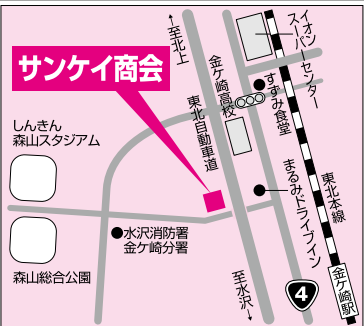 ←至北上
イオン
スーパーセンター
サンケイ商会
金ケ崎高校
すずみ食堂
東北自動車道
しんきん
森山スタジアム
まるみドライブイン
東北本線
水沢消防署
金ケ崎分署
森山総合公園
至水沢→
4
金ケ崎駅